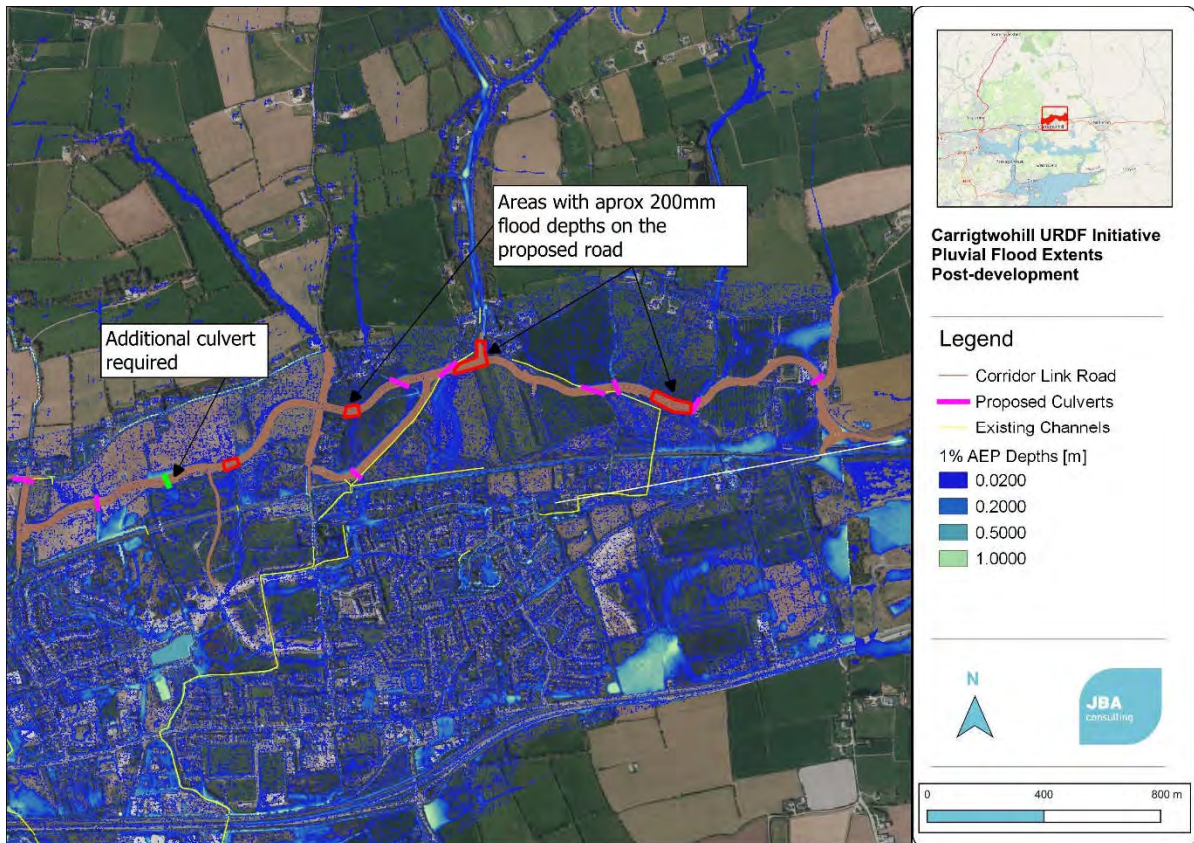 Areas with aprox 200mm
flood depths on the
proposed road
Additional culvert
required
Carrigtwohill URDF Initiative
Pluvial Flood Extents
Post-development
Legend
Corridor Link Road
Proposed Culverts
Existing Channels
1% AEP Depths [m]
0.0200
0.2000
0.5000
1.0000
N
JBA
consulting
0
400
800 m